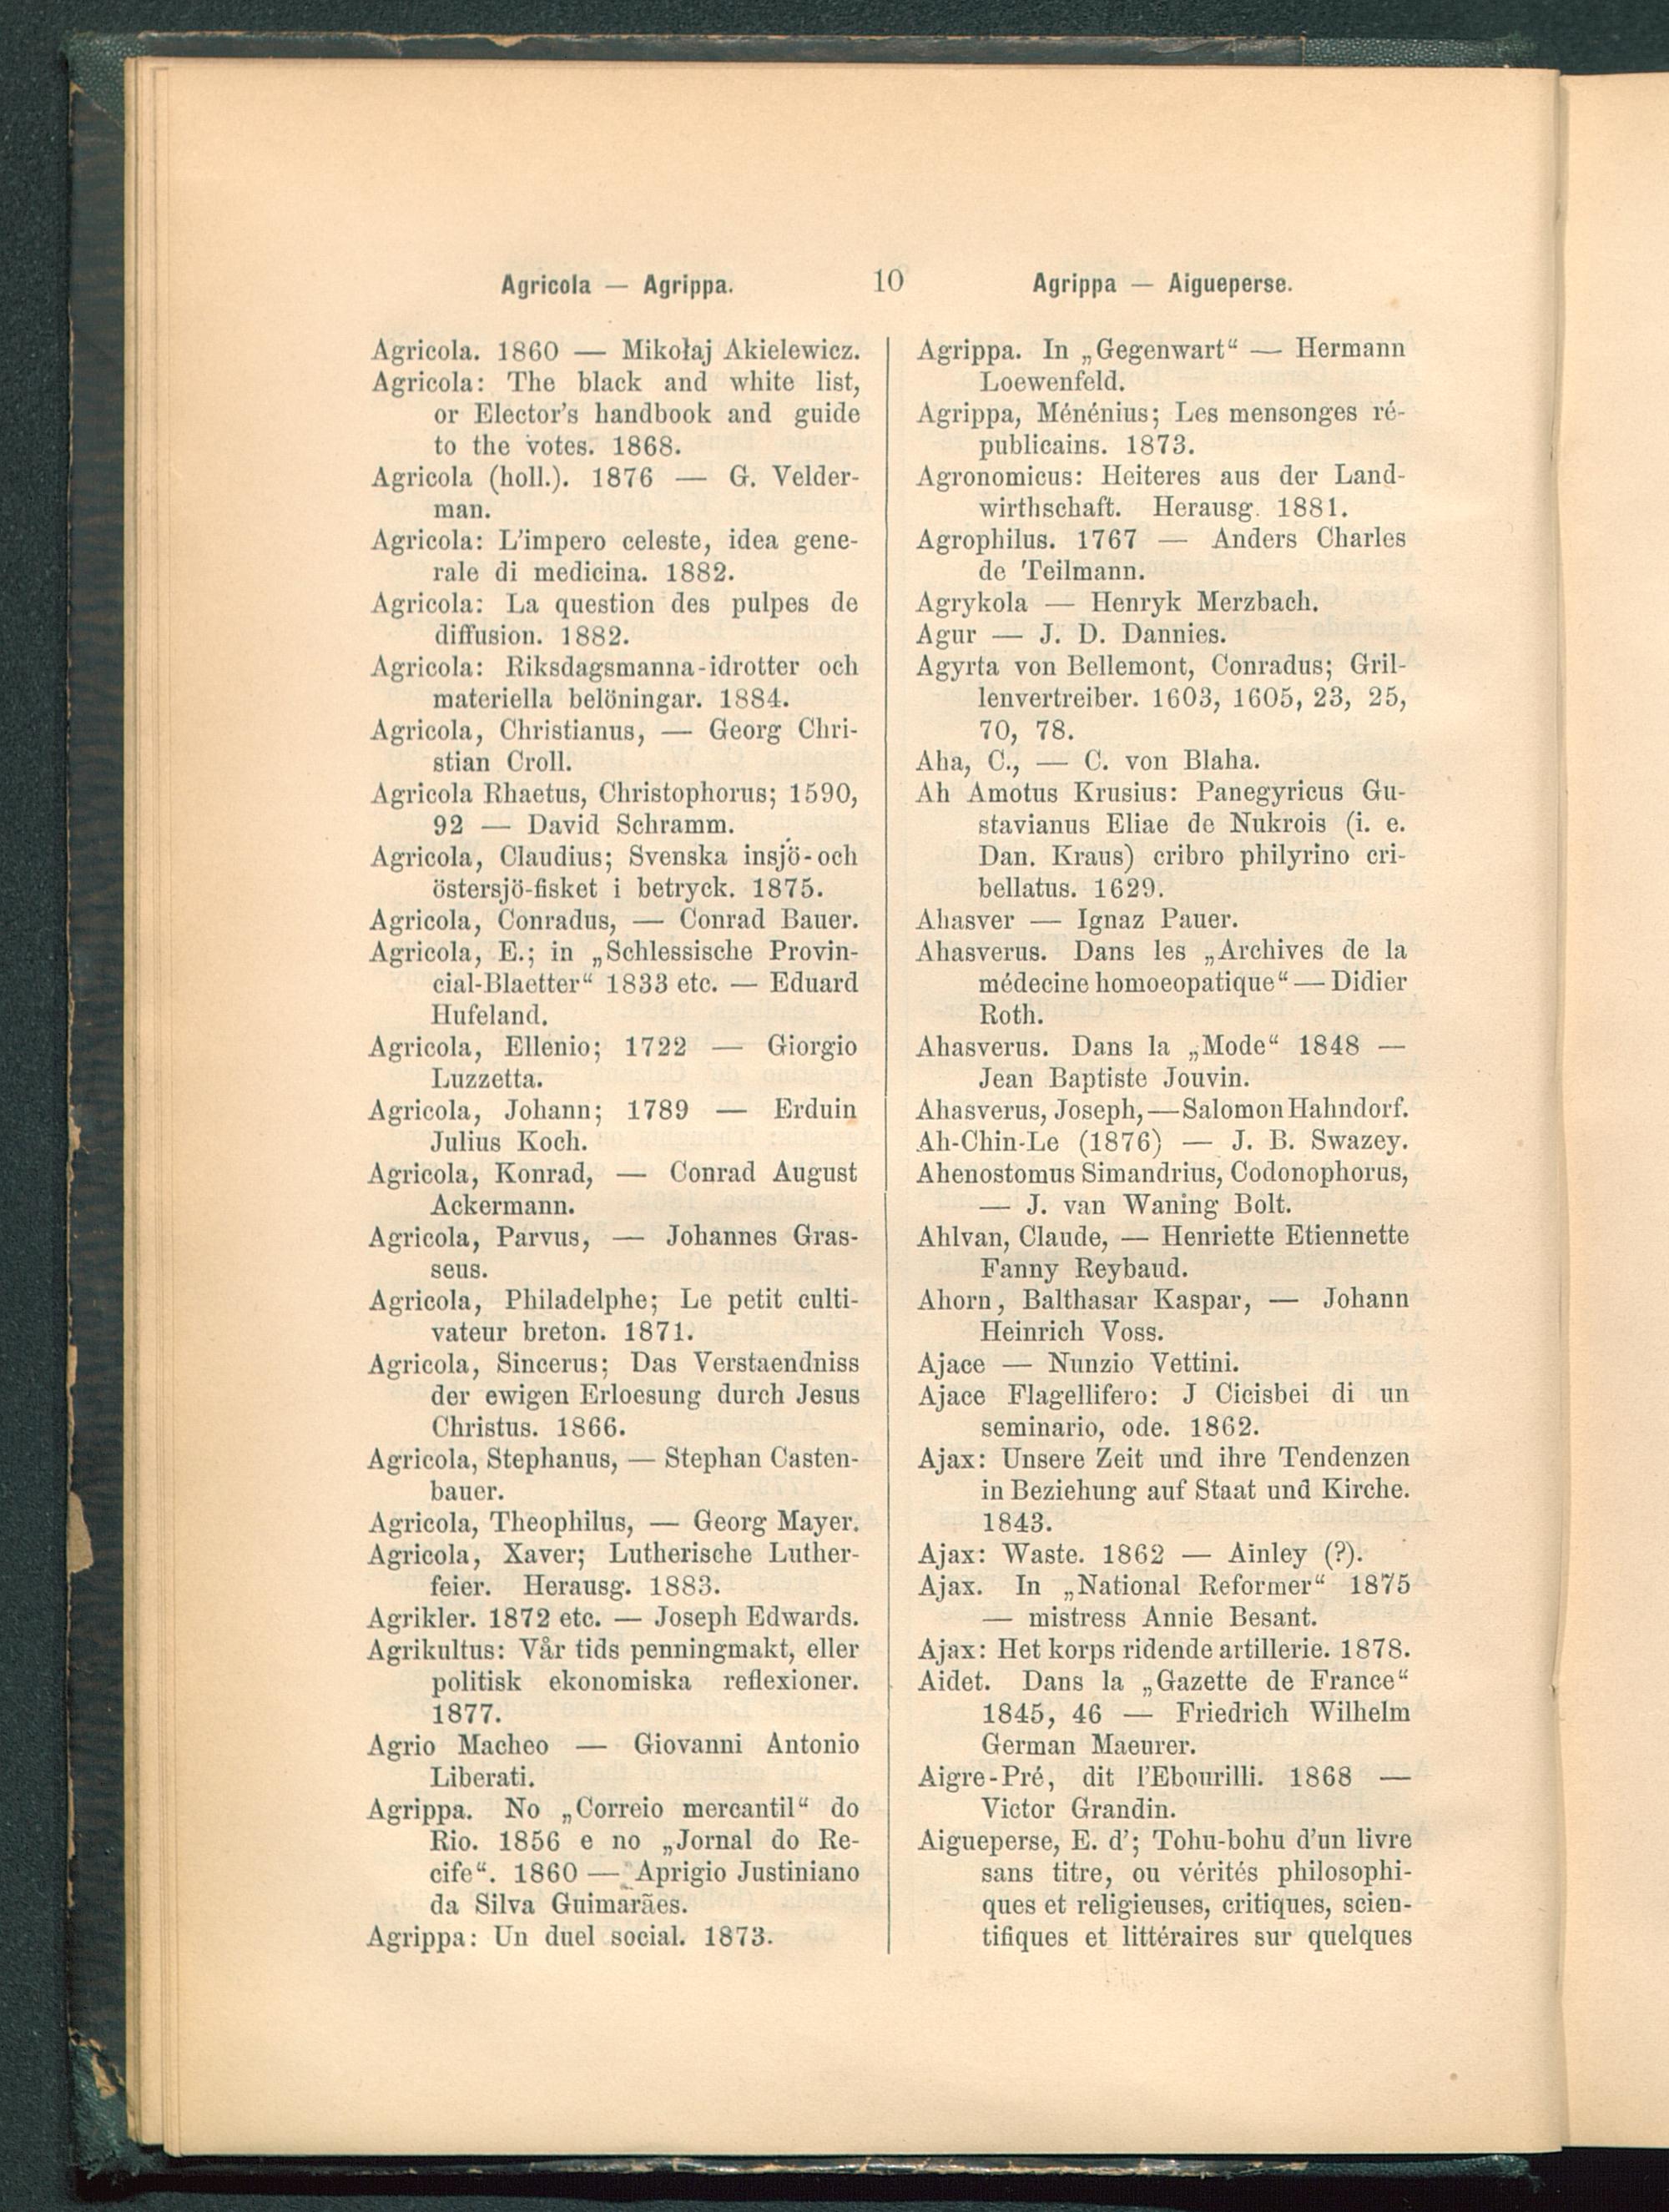 Agricola — Agrippa. 10 Agrippa — Aigueperse.
Agricola. 1860 — Mikołaj Akielewicz.
Agricola: The black and white list,
or Elector's handbook and guide
to the votes. 1868.
Agricola (holl.). 1876 — G. Velder-
man.
Agricola: L'impero celeste, idea gene-
rale di medicina. 1882.
Agricola: La question des pulpes de
diffusion. 1882.
Agricola: Riksdagsmanna-idrotter och
materiella belöningar. 1884.
Agricola, Christianus, — Georg Chri-
stian Croll.
Agricola Rhaetus, Christophorus; 1590,
92 — David Schramm.
Agricola, Claudius; Svenska insjö-och
östersjö-fisket i betryck. 1875.
Agricola, Conradus, — Conrad Bauer.
Agricola, E.; in „Schlessische Provin-
cial-Blaetter“ 1833 etc. — Eduard
Hufeland.
Agricola, Ellenio; 1722 — Giorgio
Luzzetta.
Agricola, Johann; 1789 — Erduin
Julius Koch.
Agricola, Konrad, — Conrad August
Ackermann.
Agricola, Parvus, — Johannes Gras-
seus.
Agricola, Philadelphe; Le petit culti-
vateur breton. 1871.
Agricola, Sincerus; Das Verstaendniss
der ewigen Erloesung durch Jesus
Christus. 1866.
Agricola, Stephanus, — Stephan Casten-
bauer.
Agricola, Theophilus, — Georg Mayer.
Agricola, Xaver; Lutherische Luther-
feier. Herausg. 1883.
Agrikler. 1872 etc. — Joseph Edwards.
Agrikultus: Vår tids penningmakt, eller
politisk ekonomiska reflexioner.
1877.
Agrio Macheo — Giovanni Antonio
Liberati.
Agrippa. No „Correio mercantil“ do
Rio. 1856 e no „Jornal do Re-
cife“. 1860 — Aprigio Justiniano
da Silva Guimarães.
Agrippa: Un duel social. 1873.
Agrippa. In „Gegenwart“ — Hermann
Loewenfeld.
Agrippa, Ménénius; Les mensonges ré-
publicains. 1873.
Agronomicus: Heiteres aus der Land-
wirthschaft. Herausg. 1881.
Agrophilus. 1767 — Anders Charles
de Teilmann.
Agrykola — Henryk Merzbach.
Agur — J. D. Dannies.
Agyrta von Bellemont, Conradus; Gril-
lenvertreiber. 1603, 1605, 23, 25,
70, 78.
Aha, C., — C. von Blaha.
Ah Amotus Krusius: Panegyricus Gu-
stavianus Eliae de Nukrois (i. e.
Dan. Kraus) cribro philyrino cri-
bellatus. 1629.
Ahasver — Ignaz Pauer.
Ahasverus. Dans les „Archives de la
médecine homoeopatique“ — Didier
Roth.
Ahasverus. Dans la „Mode“ 1848 —
Jean Baptiste Jouvin.
Ahasverus, Joseph, — Salomon Hahndorf.
Ah-Chin-Le (1876) — J. B. Swazey.
Ahenostomus Simandrius, Codonophorus,
— J. van Waning Bolt.
Ahlvan, Claude, — Henriette Etiennette
Fanny Reybaud.
Ahorn, Balthasar Kaspar, — Johann
Heinrich Voss.
Ajace — Nunzio Vettini.
Ajace Flagellifero: J Cicisbei di un
seminario, ode. 1862.
Ajax: Unsere Zeit und ihre Tendenzen
in Beziehung auf Staat und Kirche.
1843.
Ajax: Waste. 1862 — Ainley (?).
Ajax. In „National Reformer“ 1875
— mistress Annie Besant.
Ajax: Het korps ridende artillerie. 1878.
Aidet. Dans la „Gazette de France“
1845, 46 — Friedrich Wilhelm
German Maeurer.
Aigre-Pré, dit l'Ebourilli. 1868 —
Victor Grandin.
Aigueperse, E. d'; Tohu-bohu d'un livre
sans titre, ou vérités philosophi-
ques et religieuses, critiques, scien-
tifiques et littéraires sur quelques